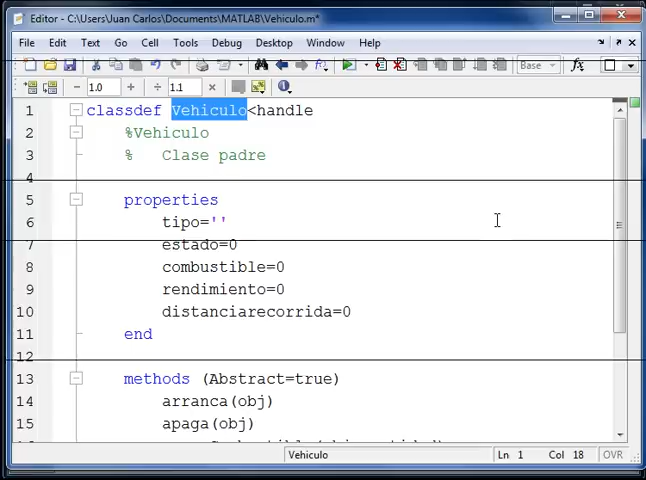 Editor - C:\Users\Juan Carlos\Documents\MATLAB\Vehiculo.m*
File Edit Text Go Cell Tools Debug Desktop Window Help
Base
1.0 1.1
1 classdef Vehiculo<handle
2 %Vehiculo
3 % Clase padre
4
5 properties
6 tipo=''
7 estado=0
8 combustible=0
9 rendimiento=0
10 distanciarecorrida=0
11 end
12
13 methods (Abstract=true)
14 arranca(obj)
15 apaga(obj)
Vehiculo Ln 1 Col 18 OVR